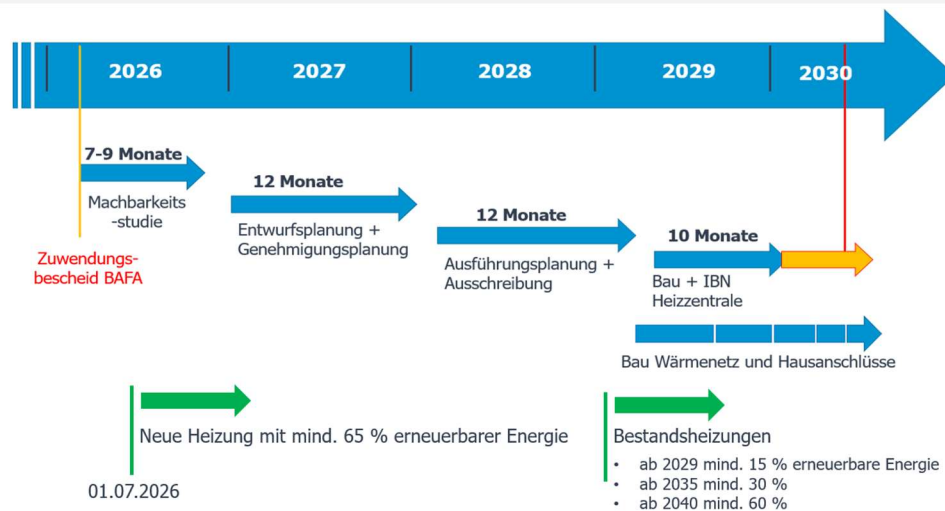 2026
2027
2028
2029
2030
7-9 Monate
Machbarkeits
-studie
Zuwendungs-
bescheid BAFA
12 Monate
Entwurfsplanung +
Genehmigungsplanung
12 Monate
Ausführungsplanung +
Ausschreibung
10 Monate
Bau + IBN
Heizzentrale
Bau Wärmenetz und Hausanschlüsse
Neue Heizung mit mind. 65 % erneuerbarer Energie
01.07.2026
Bestandsheizungen
• ab 2029 mind. 15 % erneuerbare Energie
• ab 2035 mind. 30 %
• ab 2040 mind. 60 %